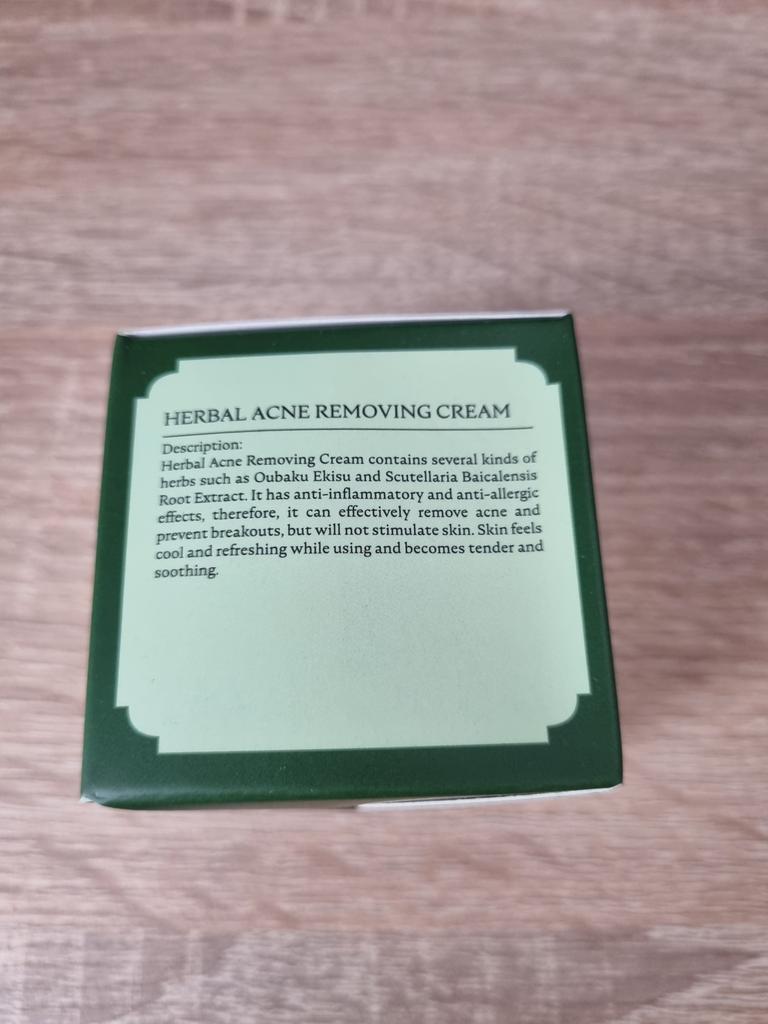 HERBAL ACNE REMOVING CREAM
Description:
Herbal Acne Removing Cream contains several kinds of
herbs such as Oubaku Ekisu and Scutellaria Baicalensis
Root Extract. It has anti-inflammatory and anti-allergic
effects, therefore, it can effectively remove acne and
prevent breakouts, but will not stimulate skin. Skin feels
cool and refreshing while using and becomes tender and
soothing.